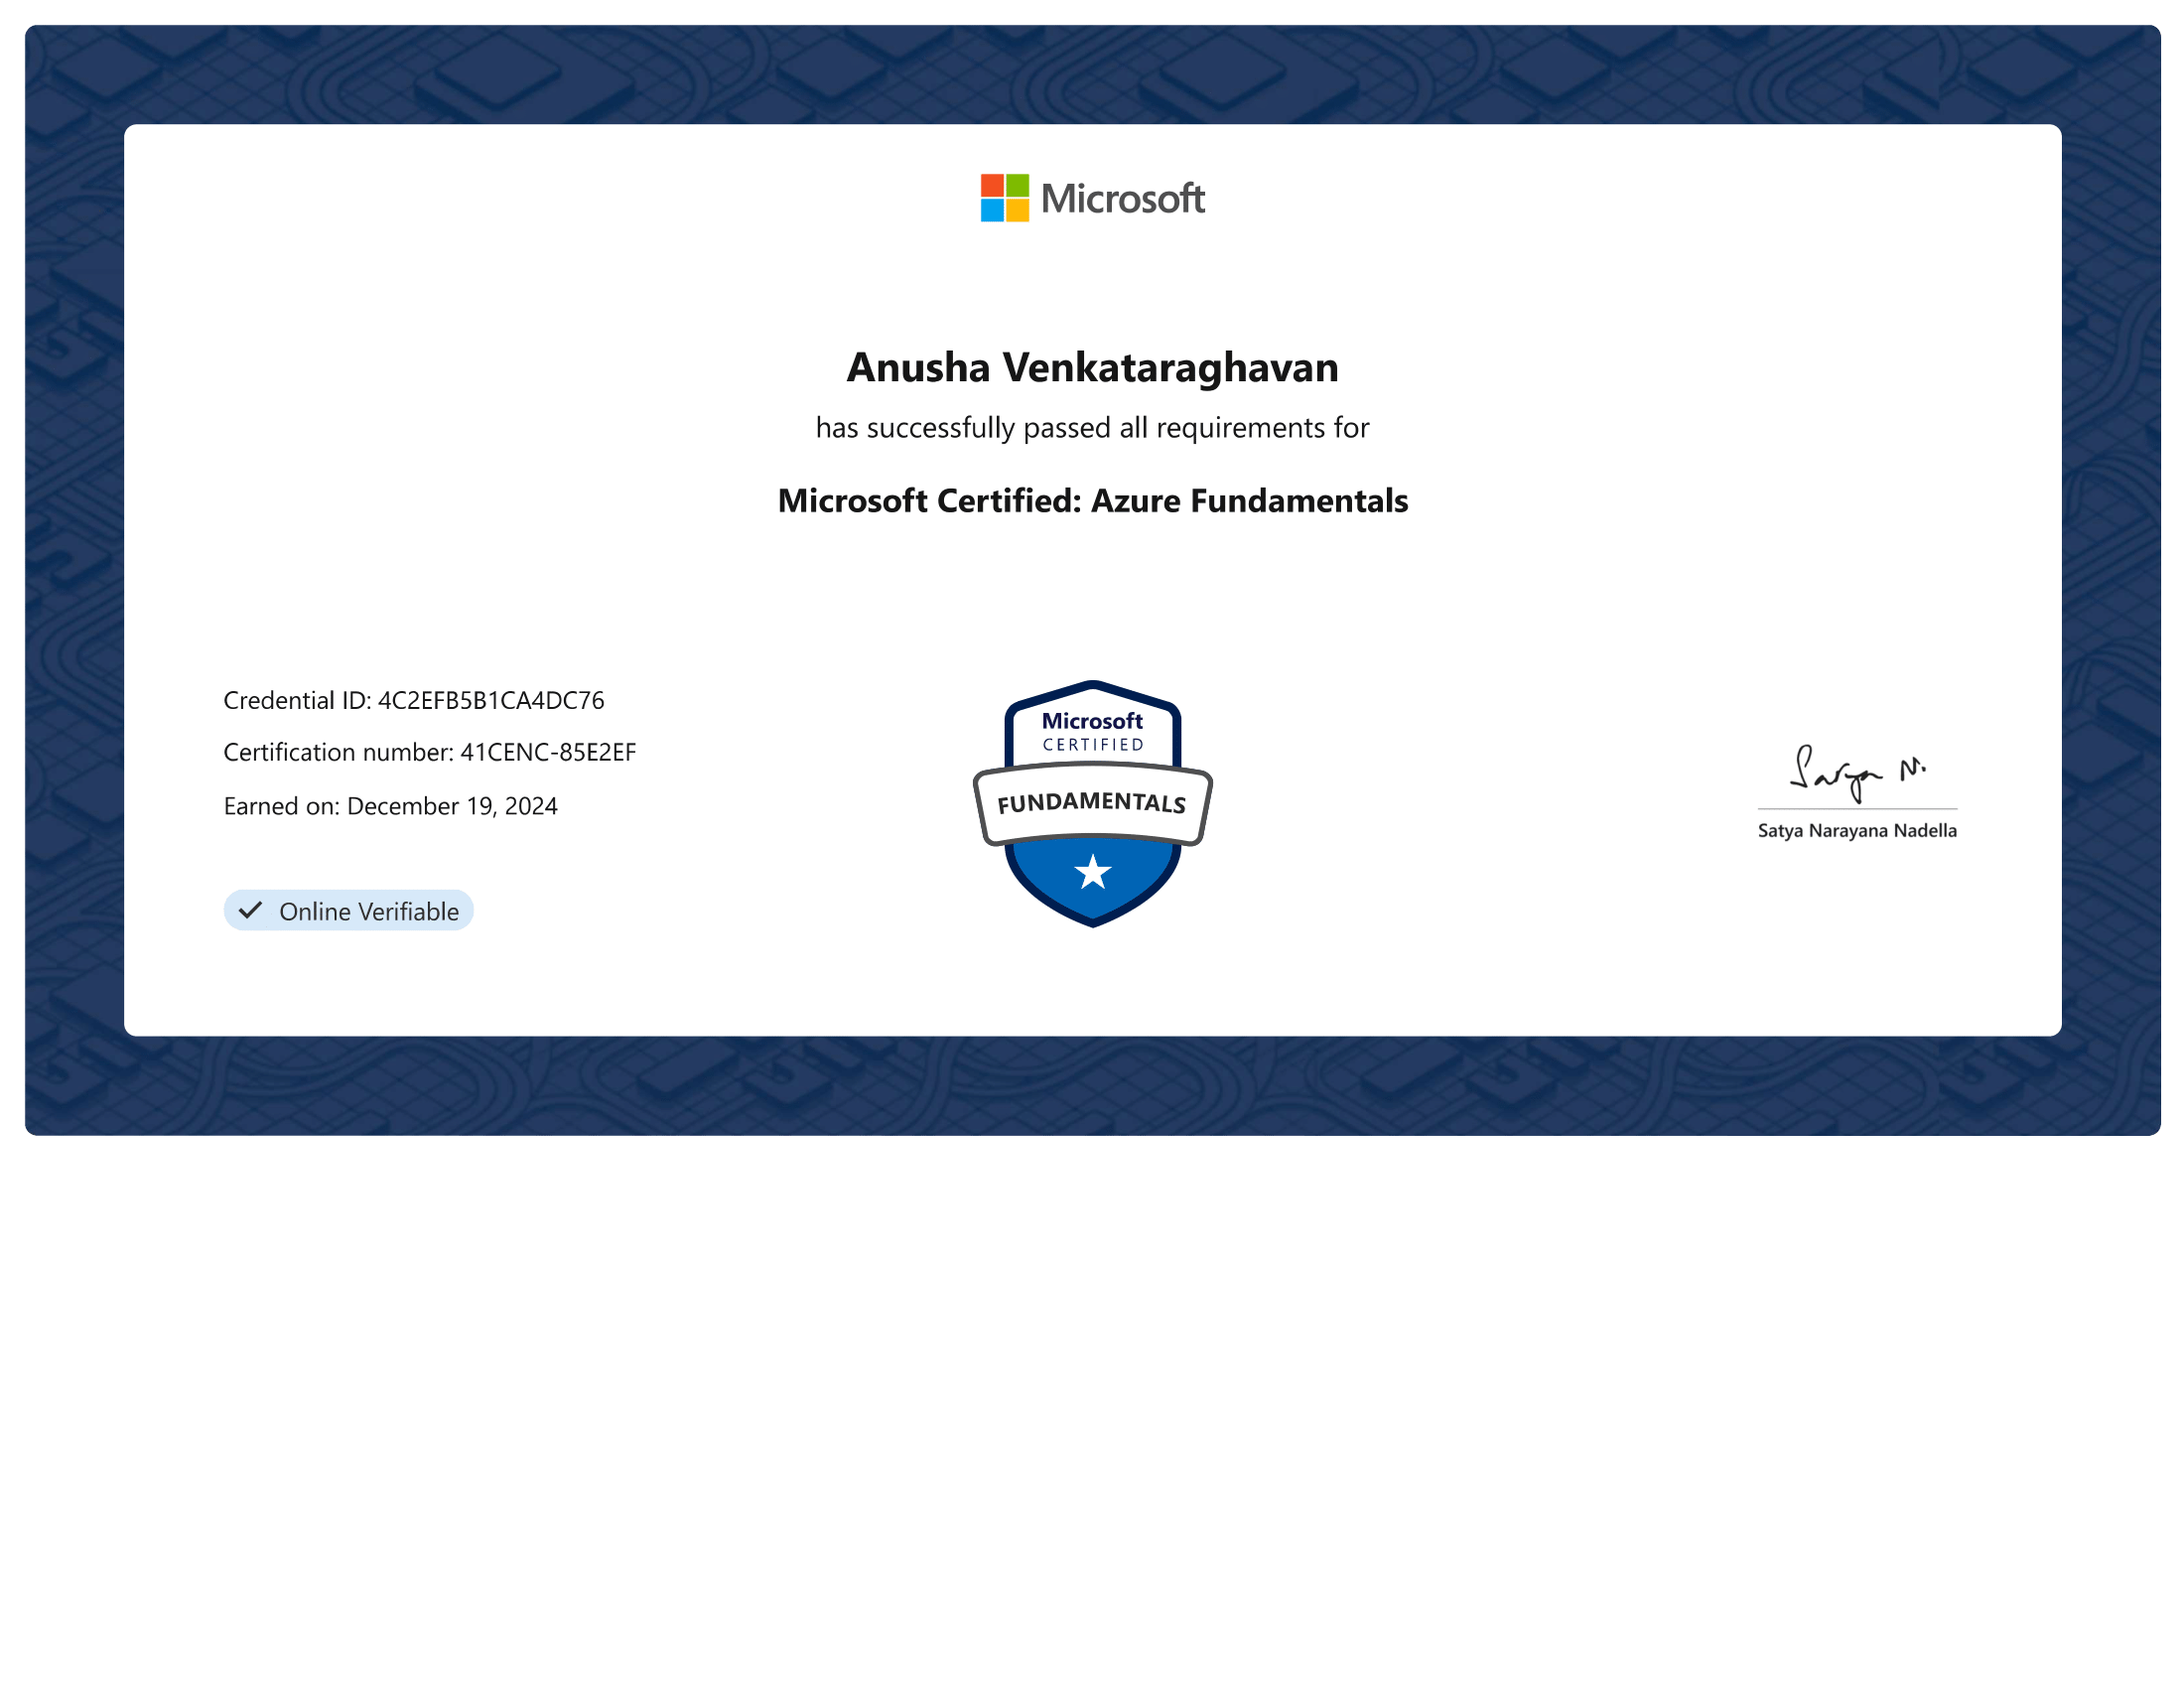 Microsoft
Anusha Venkataraghavan
has successfully passed all requirements for
Microsoft Certified: Azure Fundamentals
Credential ID: 4C2EFB5B1CA4DC76
Certification number: 41CENC-85E2EF
Earned on: December 19, 2024
Online Verifiable
Microsoft
CERTIFIED
FUNDAMENTALS
Satya N.
Satya Narayana Nadella